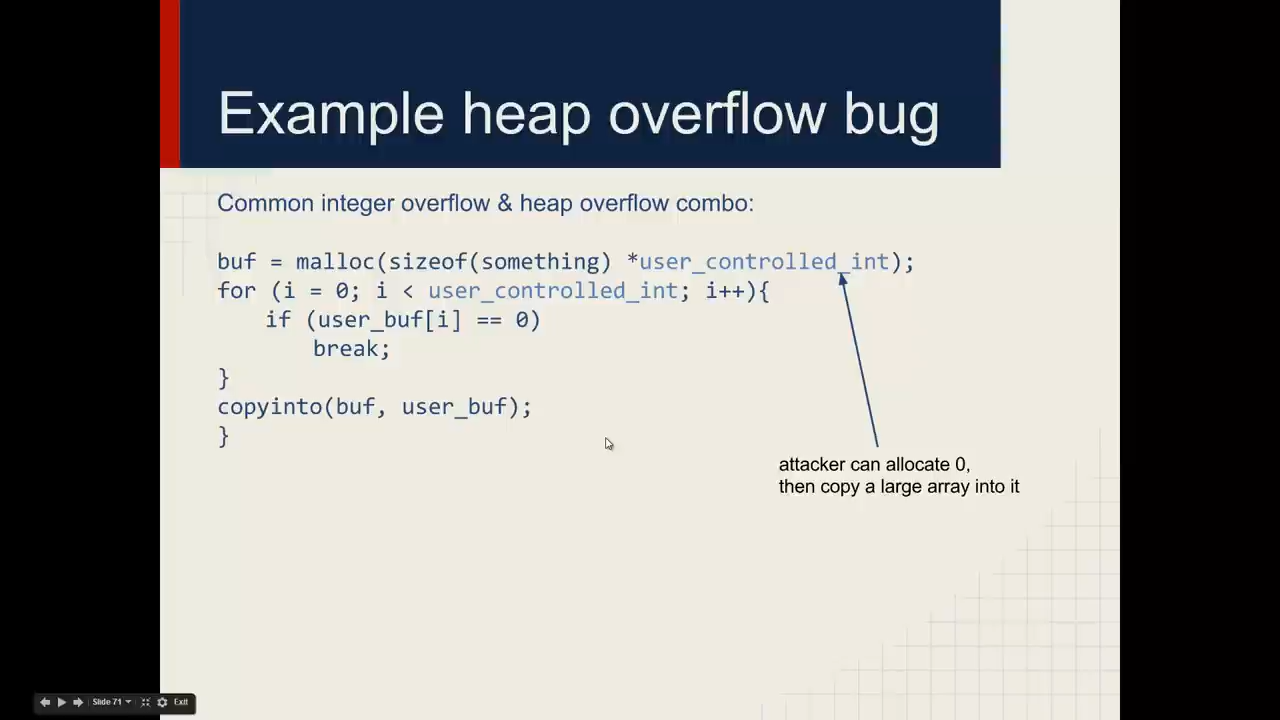 Example heap overflow bug
Common integer overflow & heap overflow combo:
buf = malloc(sizeof(something) *user_controlled_int);
for (i = 0; i < user_controlled_int; i++){
if (user_buf[i] == 0)
break;
}
copyinto(buf, user_buf);
}
attacker can allocate 0,
then copy a large array into it
Slide 71
Exit